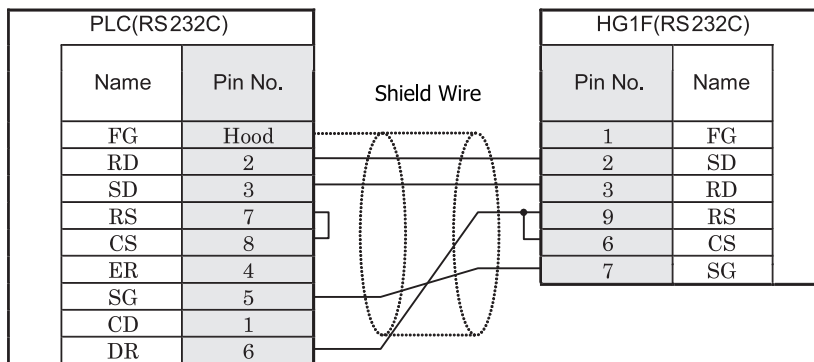 PLC(RS232C)
HG1F(RS232C)
Name Pin No.
Shield Wire
Pin No. Name
FG Hood 1 FG
RD 2 2 SD
SD 3 3 RD
RS 7 9 RS
CS 8 6 CS
ER 4 7 SG
SG 5
CD 1
DR 6